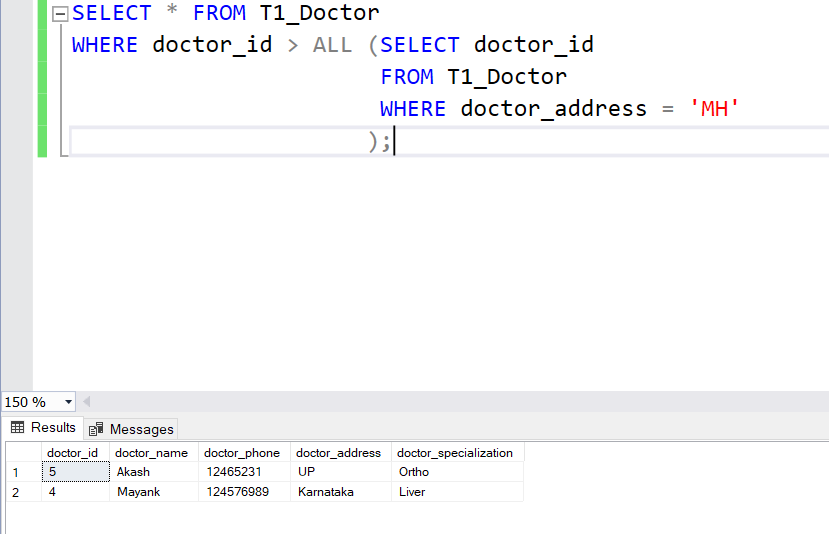 SELECT * FROM T1_Doctor
WHERE doctor_id > ALL (SELECT doctor_id
FROM T1_Doctor
WHERE doctor_address = 'MH'
);
150 %
Results Messages
doctor_id doctor_name doctor_phone doctor_address doctor_specialization
1 5 Akash 12465231 UP Ortho
2 4 Mayank 124576989 Karnataka Liver